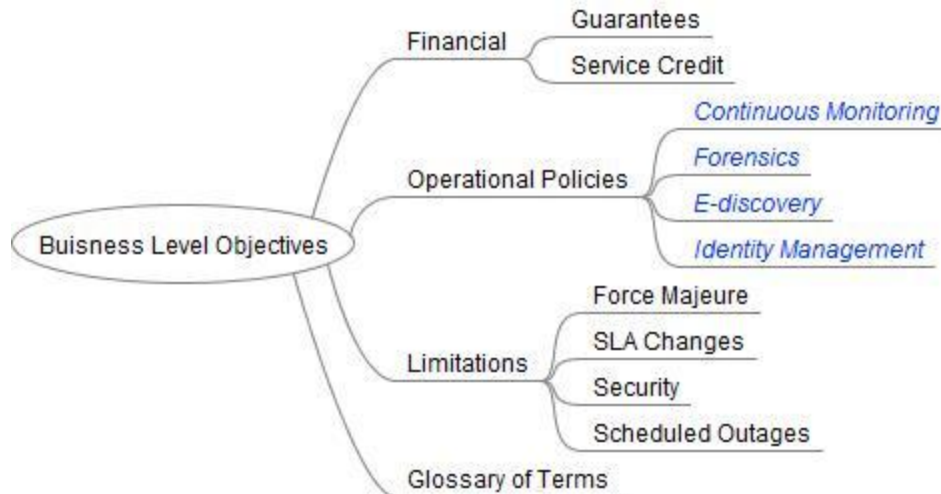 Guarantees
Financial
Service Credit
Continuous Monitoring
Forensics
Operational Policies
E-discovery
Buisness Level Objectives
Identity Management
Force Majeure
SLA Changes
Limitations
Security
Scheduled Outages
Glossary of Terms